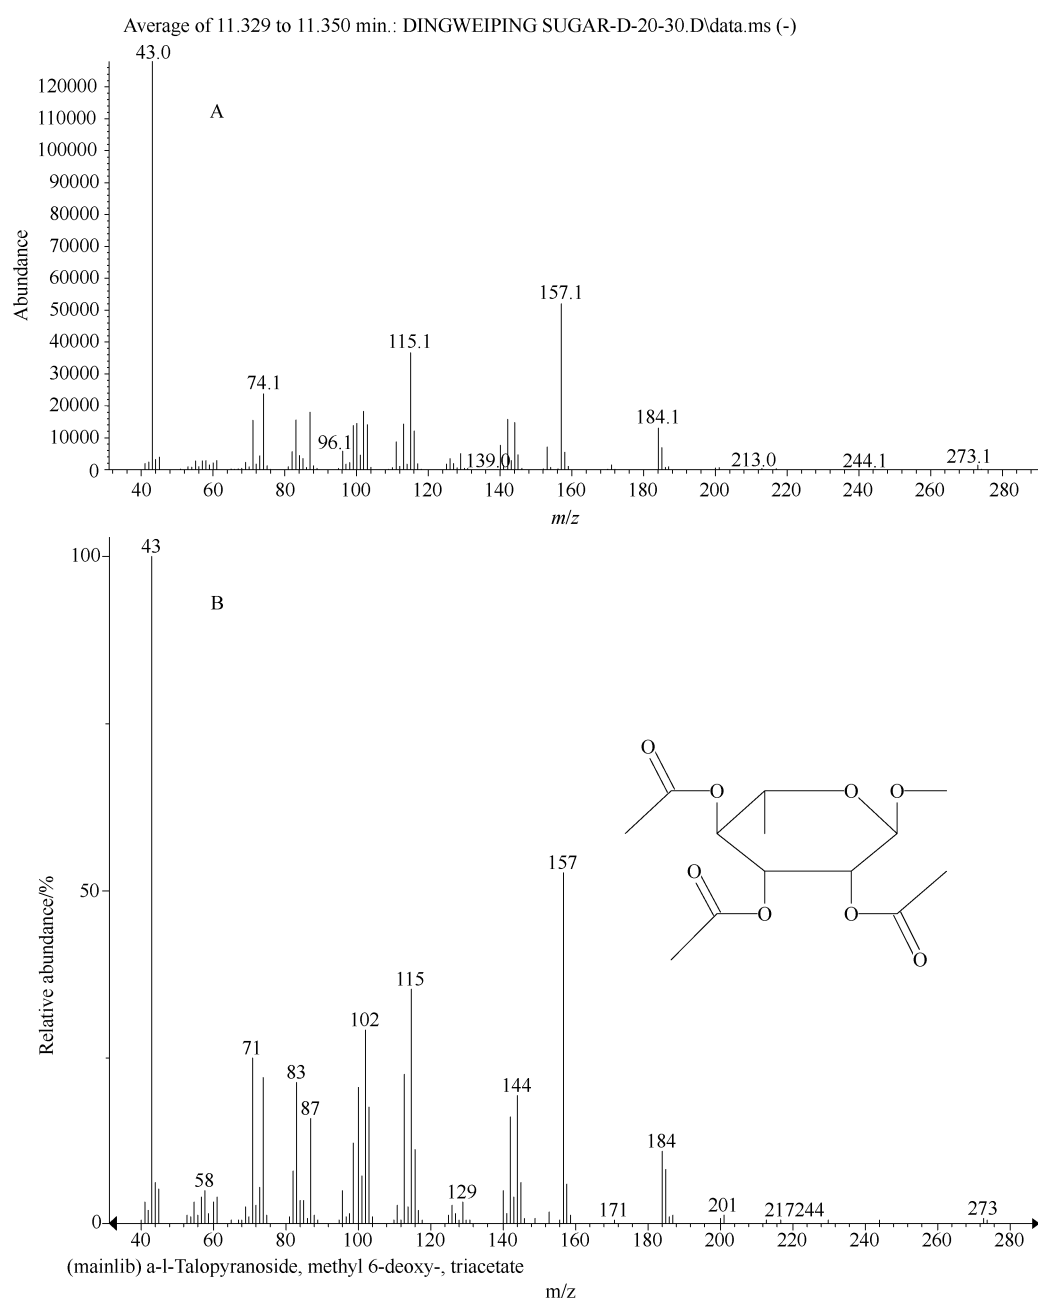 Average of 11.329 to 11.350 min.: DINGWEIPING SUGAR-D-20-30.D\data.ms (-)
43.0
120000
A
110000
100000
90000
80000
70000
Abundance
60000
157.1
50000
115.1
40000
74.1
30000
20000
184.1
10000
96.1
139.0
213.0
244.1
273.1
0
40 60 80 100 120 140 160 180 200 220 240 260 280
m/z
43
100
B
O
O O O
157
50
O
O O
O
Relative abundance/%
115
102
71
83
87
144
184
58
129
171
201
217244
273
0
40 60 80 100 120 140 160 180 200 220 240 260 280
(mainlib) a-l-Talopyranoside, methyl 6-deoxy-, triacetate
m/z